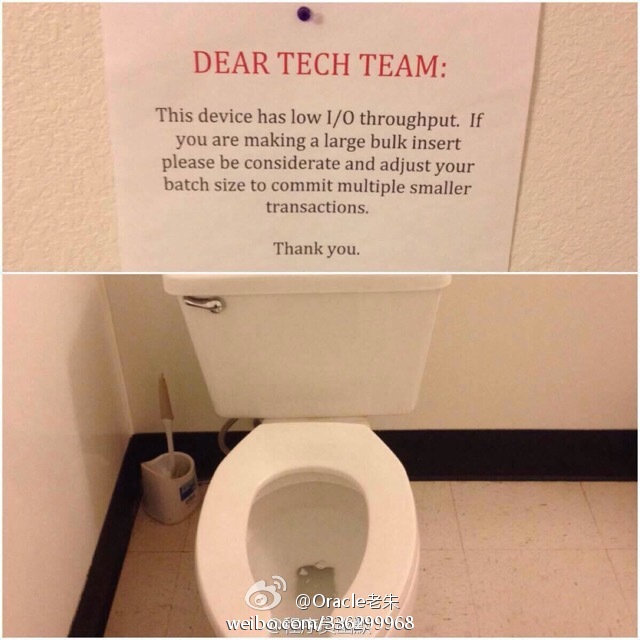 DEAR TECH TEAM:
This device has low I/O throughput. If
you are making a large bulk insert
please be considerate and adjust your
batch size to commit multiple smaller
transactions.
Thank you.
@Oracle老朱
weibo.com/336299968